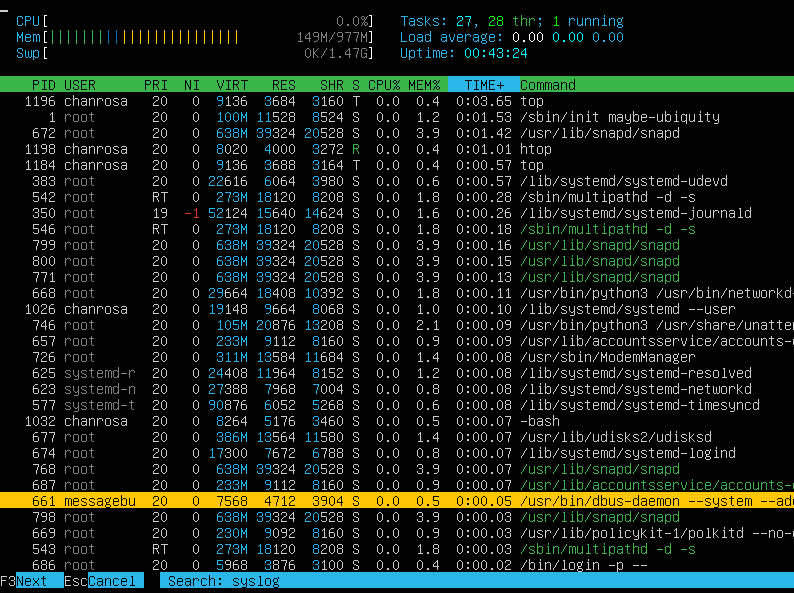 CPU[ 0.0%] Tasks: 27, 28 thr; 1 running
Mem[||||||||||||||||||||||||| 149M/977M] Load average: 0.00 0.00 0.00
Swp[ 0K/1.47G] Uptime: 00:43:24
PID USER PRI NI VIRT RES SHR S CPU% MEM% TIME+ Command
1196 chanrosa 20 0 9136 3684 3160 T 0.0 0.4 0:03.65 top
1 root 20 0 100M 11528 8524 S 0.0 1.2 0:01.53 /sbin/init maybe-ubiquity
672 root 20 0 638M 39324 20528 S 0.0 3.9 0:01.42 /usr/lib/snapd/snapd
1198 chanrosa 20 0 8020 4000 3272 R 0.0 0.4 0:01.01 htop
1184 chanrosa 20 0 9136 3688 3164 T 0.0 0.4 0:00.57 top
383 root 20 0 22616 6064 3980 S 0.0 0.6 0:00.57 /lib/systemd/systemd-udevd
542 root RT 0 273M 18120 8208 S 0.0 1.8 0:00.28 /sbin/multipathd -d -s
350 root 19 -1 52124 15640 14624 S 0.0 1.6 0:00.26 /lib/systemd/systemd-journald
546 root RT 0 273M 18120 8208 S 0.0 1.8 0:00.18 /sbin/multipathd -d -s
799 root 20 0 638M 39324 20528 S 0.0 3.9 0:00.16 /usr/lib/snapd/snapd
800 root 20 0 638M 39324 20528 S 0.0 3.9 0:00.15 /usr/lib/snapd/snapd
771 root 20 0 638M 39324 20528 S 0.0 3.9 0:00.13 /usr/lib/snapd/snapd
668 root 20 0 29664 18408 10392 S 0.0 1.8 0:00.11 /usr/bin/python3 /usr/bin/networkd-
1026 chanrosa 20 0 19148 9664 8068 S 0.0 1.0 0:00.10 /lib/systemd/systemd --user
746 root 20 0 105M 20876 13208 S 0.0 2.1 0:00.09 /usr/bin/python3 /usr/share/unatten
657 root 20 0 233M 9112 8160 S 0.0 0.9 0:00.09 /usr/lib/accountsservice/accounts-d
726 root 20 0 311M 13584 11684 S 0.0 1.4 0:00.08 /usr/sbin/ModemManager
625 systemd-r 20 0 24408 11964 8152 S 0.0 1.2 0:00.08 /lib/systemd/systemd-resolved
623 systemd-n 20 0 27388 7968 7004 S 0.0 0.8 0:00.08 /lib/systemd/systemd-networkd
577 systemd-t 20 0 90876 6052 5268 S 0.0 0.6 0:00.08 /lib/systemd/systemd-timesyncd
1032 chanrosa 20 0 8264 5176 3460 S 0.0 0.5 0:00.07 -bash
677 root 20 0 386M 13564 11580 S 0.0 1.4 0:00.07 /usr/lib/udisks2/udisksd
674 root 20 0 17300 7672 6788 S 0.0 0.8 0:00.07 /lib/systemd/systemd-logind
768 root 20 0 638M 39324 20528 S 0.0 3.9 0:00.07 /usr/lib/snapd/snapd
687 root 20 0 233M 9112 8160 S 0.0 0.9 0:00.06 /usr/lib/accountsservice/accounts-d
661 messagebu 20 0 7568 4712 3904 S 0.0 0.5 0:00.05 /usr/bin/dbus-daemon --system --add
798 root 20 0 638M 39324 20528 S 0.0 3.9 0:00.03 /usr/lib/snapd/snapd
669 root 20 0 230M 9092 8160 S 0.0 0.9 0:00.03 /usr/lib/policykit-1/polkitd --no-d
543 root RT 0 273M 18120 8208 S 0.0 1.8 0:00.03 /sbin/multipathd -d -s
686 root 20 0 5968 3876 3100 S 0.0 0.4 0:00.02 /bin/login -p --
F3Next EscCancel Search: syslog